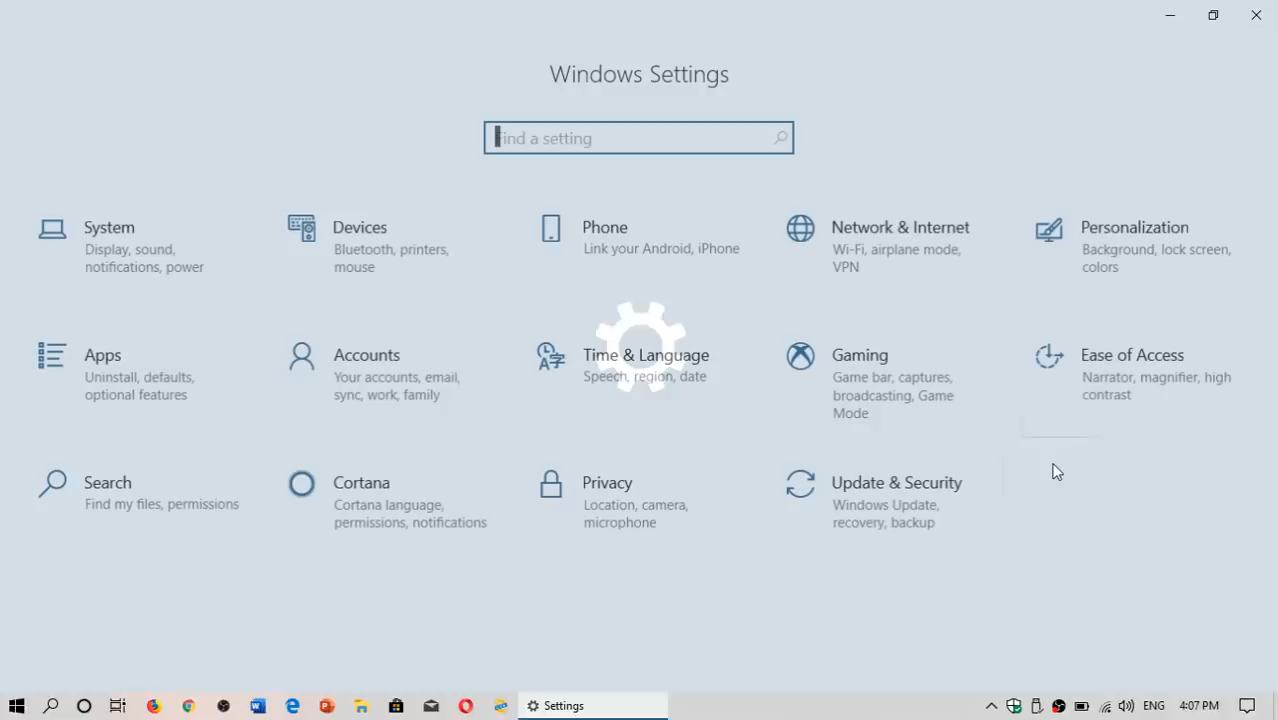 Windows Settings
Find a setting
System
Display, sound,
notifications, power
Devices
Bluetooth, printers,
mouse
Phone
Link your Android, iPhone
Network & Internet
Wi-Fi, airplane mode,
VPN
Personalization
Background, lock screen,
colors
Apps
Uninstall, defaults,
optional features
Accounts
Your accounts, email,
sync, work, family
Time & Language
Speech, region, date
Gaming
Game bar, captures,
broadcasting, Game
Mode
Ease of Access
Narrator, magnifier, high
contrast
Search
Find my files, permissions
Cortana
Cortana language,
permissions, notifications
Privacy
Location, camera,
microphone
Update & Security
Windows Update,
recovery, backup
Settings
ENG
4:07 PM